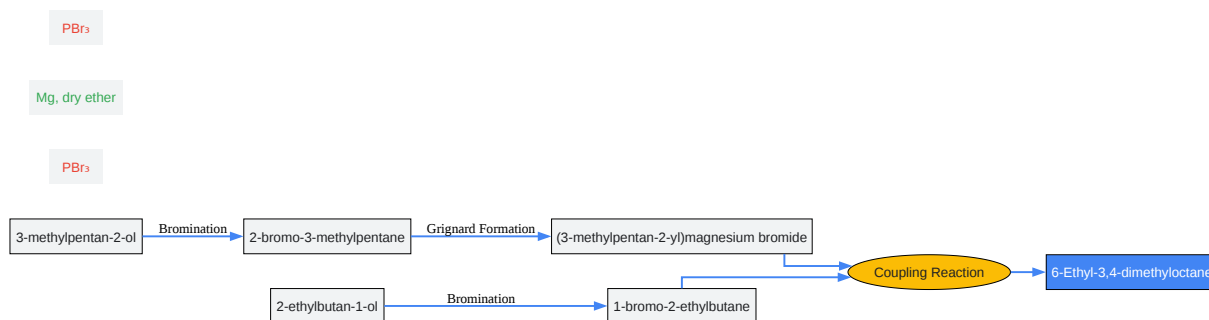 PBr₃
Mg, dry ether
PBr₃
3-methylpentan-2-ol
Bromination
2-bromo-3-methylpentane
Grignard Formation
(3-methylpentan-2-yl)magnesium bromide
Coupling Reaction
6-Ethyl-3,4-dimethyloctane
2-ethylbutan-1-ol
Bromination
1-bromo-2-ethylbutane